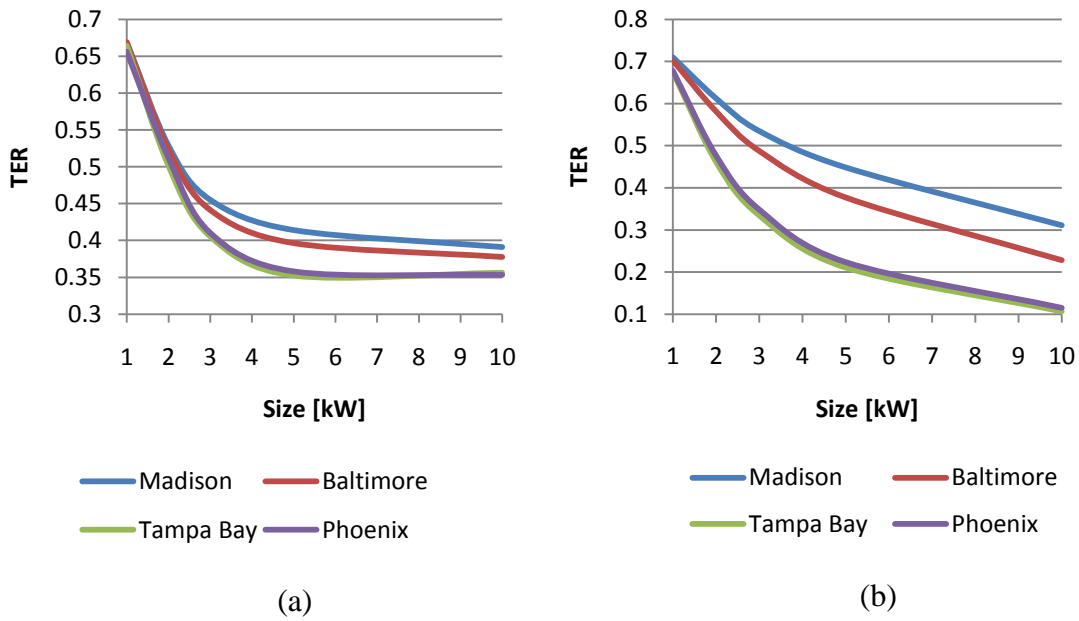 0.7
0.65
0.6
0.55
0.5
0.45
0.4
0.35
0.3
TER
1 2 3 4 5 6 7 8 9 10
Size [kW]
Madison Baltimore
Tampa Bay Phoenix
(a)
0.8
0.7
0.6
0.5
0.4
0.3
0.2
0.1
TER
1 2 3 4 5 6 7 8 9 10
Size [kW]
Madison Baltimore
Tampa Bay Phoenix
(b)